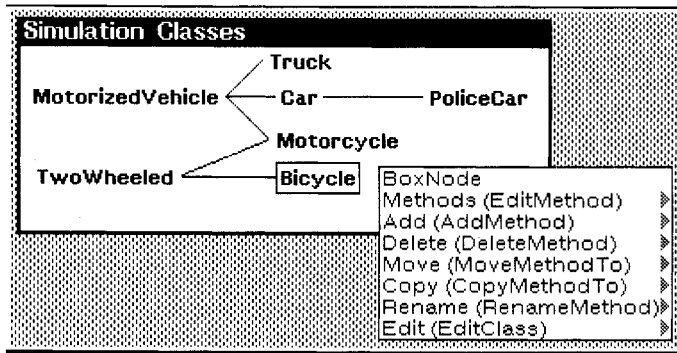 Simulation Classes
Truck
MotorizedVehicle Car PoliceCar
Motorcycle
TwoWheeled Bicycle
BoxNode
Methods (EditMethod)
Add (AddMethod)
Delete (DeleteMethod)
Move (MoveMethodTo)
Copy (CopyMethodTo)
Rename (RenameMethod)
Edit (EditClass)